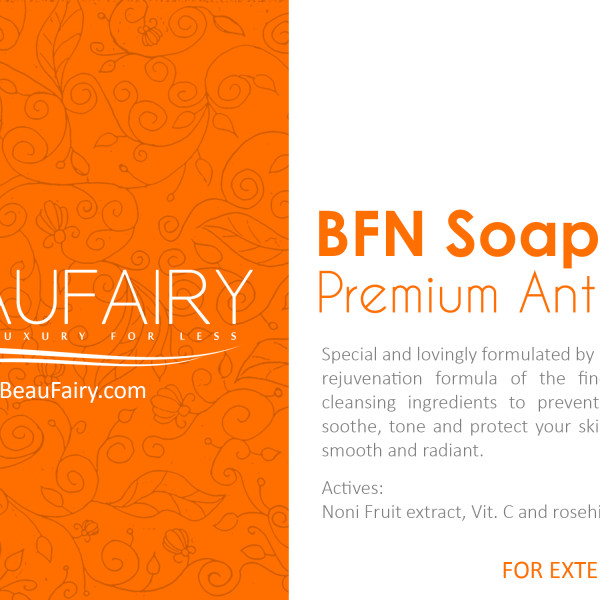 AUFAIRY
LUXURY FOR LESS
BeauFairy.com
BFN Soap
Premium Ant
Special and lovingly formulated by
rejuvenation formula of the fin
cleansing ingredients to prevent
soothe, tone and protect your ski
smooth and radiant.
Actives:
Noni Fruit extract, Vit. C and rosehi
FOR EXTE